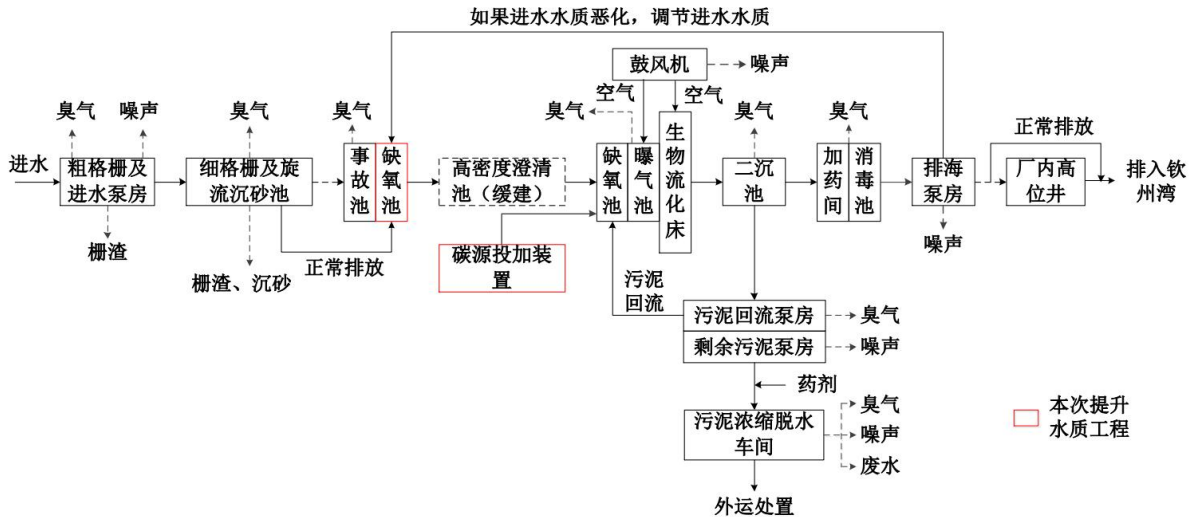 如果进水水质恶化，调节进水水质
鼓风机
噪声
臭气
噪声
臭气
臭气
臭气
空气
空气
臭气
臭气
正常排放
进水
粗格栅及
进水泵房
细格栅及旋
流沉砂池
事故池
缺氧池
高密度澄清
池（缓建）
缺氧池
曝气池
生物流化床
二沉池
加药间
消毒池
排海
泵房
厂内高
位井
排入钦
州湾
栅渣
栅渣、沉砂
正常排放
碳源投加装
置
污泥
回流
噪声
污泥回流泵房
臭气
剩余污泥泵房
噪声
药剂
污泥浓缩脱水
车间
臭气
噪声
废水
外运处置
本次提升
水质工程